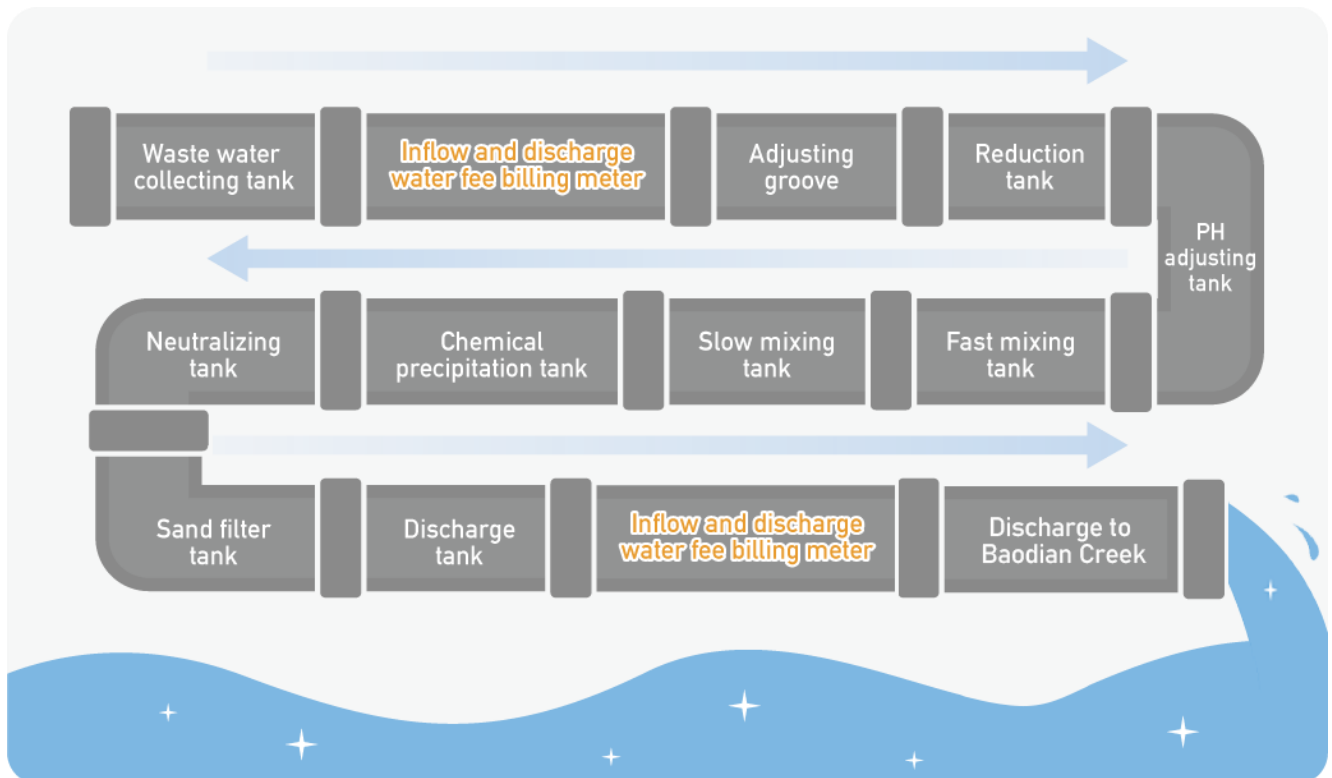 Waste water
collecting tank
Inflow and discharge
water fee billing meter
Adjusting
groove
Reduction
tank
PH
adjusting
tank
Fast mixing
tank
Slow mixing
tank
Chemical
precipitation tank
Neutralizing
tank
Sand filter
tank
Discharge
tank
Inflow and discharge
water fee billing meter
Discharge to
Baodian Creek